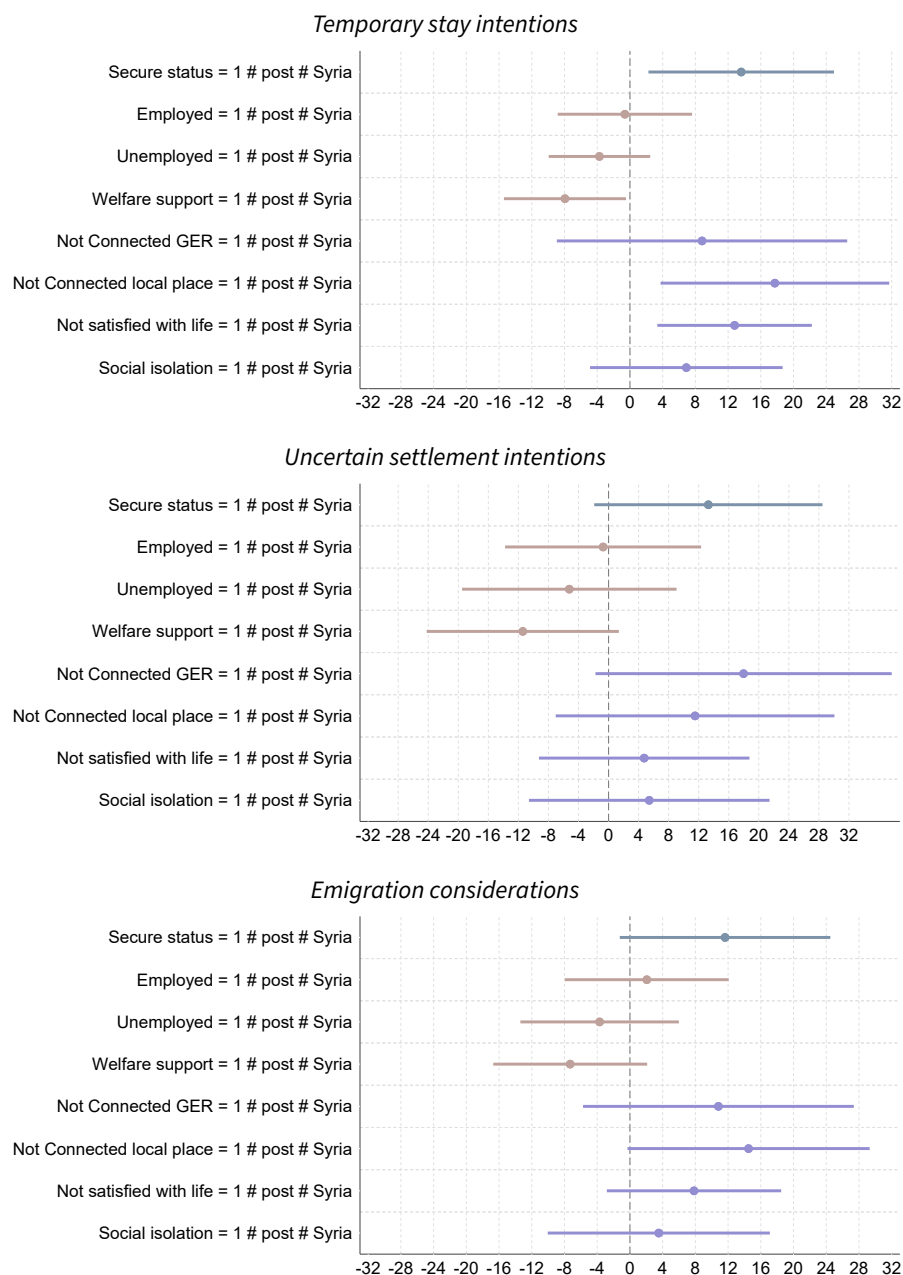 Temporary stay intentions
Secure status = 1 # post # Syria
Employed = 1 # post # Syria
Unemployed = 1 # post # Syria
Welfare support = 1 # post # Syria
Not Connected GER = 1 # post # Syria
Not Connected local place = 1 # post # Syria
Not satisfied with life = 1 # post # Syria
Social isolation = 1 # post # Syria
-32 -28 -24 -20 -16 -12 -8 -4 0 4 8 12 16 20 24 28 32
Uncertain settlement intentions
Secure status = 1 # post # Syria
Employed = 1 # post # Syria
Unemployed = 1 # post # Syria
Welfare support = 1 # post # Syria
Not Connected GER = 1 # post # Syria
Not Connected local place = 1 # post # Syria
Not satisfied with life = 1 # post # Syria
Social isolation = 1 # post # Syria
-32 -28 -24 -20 -16 -12 -8 -4 0 4 8 12 16 20 24 28 32
Emigration considerations
Secure status = 1 # post # Syria
Employed = 1 # post # Syria
Unemployed = 1 # post # Syria
Welfare support = 1 # post # Syria
Not Connected GER = 1 # post # Syria
Not Connected local place = 1 # post # Syria
Not satisfied with life = 1 # post # Syria
Social isolation = 1 # post # Syria
-32 -28 -24 -20 -16 -12 -8 -4 0 4 8 12 16 20 24 28 32